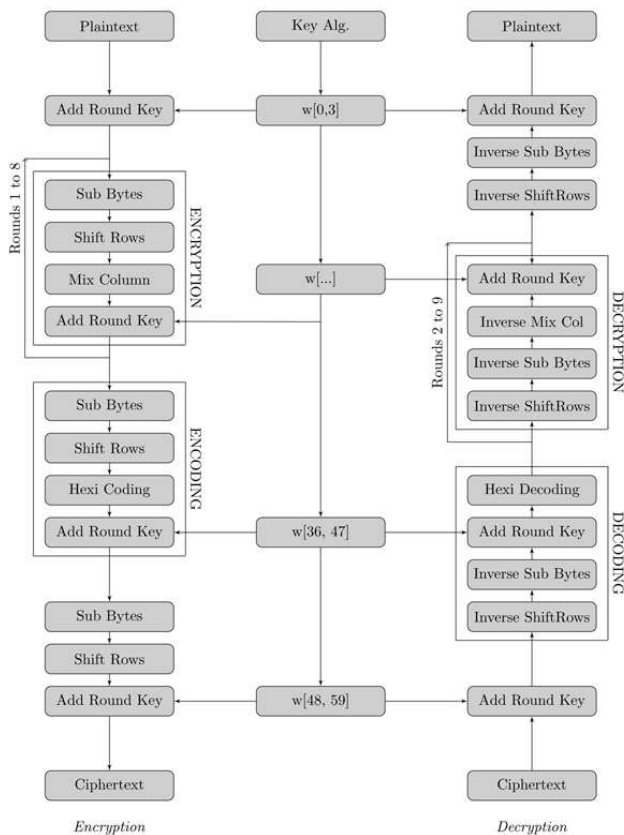 Plaintext
Key Alg.
Plaintext
Add Round Key
w[0,3]
Add Round Key
Inverse Sub Bytes
Inverse ShiftRows
Rounds 1 to 8
Sub Bytes
Shift Rows
Mix Column
Add Round Key
ENCRYPTION
w[...]
Rounds 2 to 9
Add Round Key
Inverse Mix Col
Inverse Sub Bytes
Inverse ShiftRows
DECRYPTION
Sub Bytes
Shift Rows
Hexi Coding
Add Round Key
ENCODING
w[36, 47]
Hexi Decoding
Add Round Key
Inverse Sub Bytes
Inverse ShiftRows
DECODING
Sub Bytes
Shift Rows
Add Round Key
w[48, 59]
Add Round Key
Ciphertext
Ciphertext
Encryption
Decryption